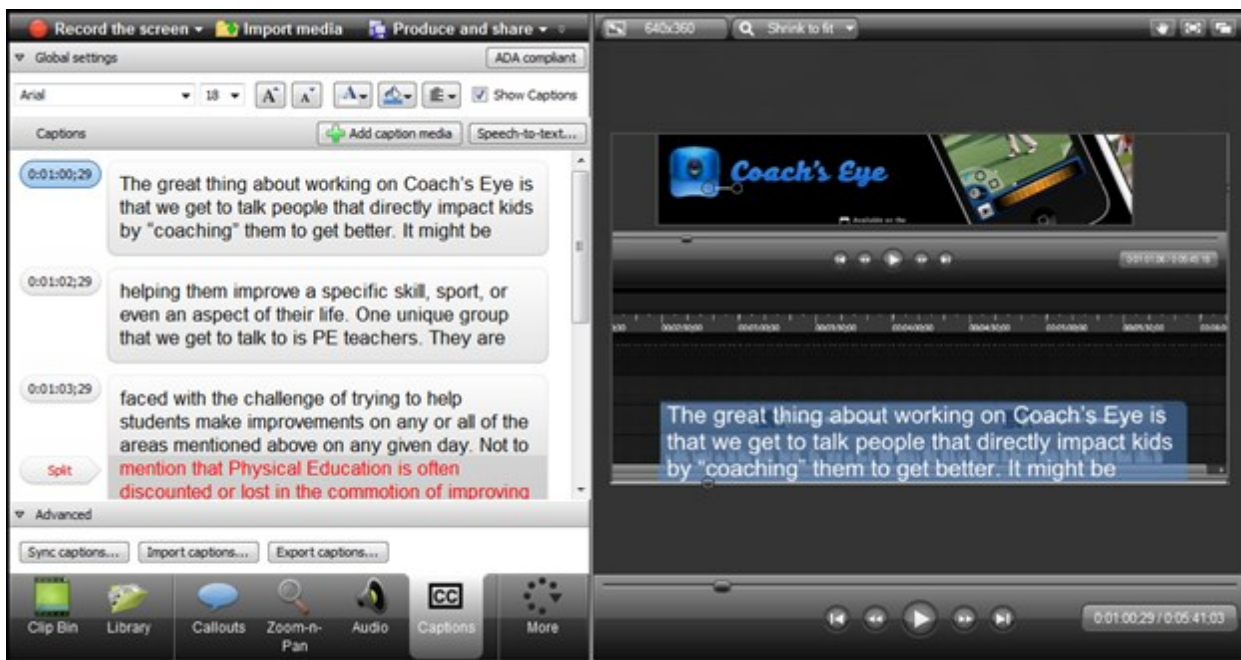 Record the screen
Import media
Produce and share
Global settings
ADA compliant
Arial
18
Show Captions
Captions
Add caption media
Speech-to-text...
0:01:00;29
The great thing about working on Coach's Eye is
that we get to talk people that directly impact kids
by "coaching" them to get better. It might be
0:01:02;29
helping them improve a specific skill, sport, or
even an aspect of their life. One unique group
that we get to talk to is PE teachers. They are
0:01:03;29
faced with the challenge of trying to help
students make improvements on any or all of the
areas mentioned above on any given day. Not to
Split
mention that Physical Education is often
discounted or lost in the commotion of improving
Advanced
Sync captions...
Import captions...
Export captions...
Clip Bin
Library
Callouts
Zoom-n-
Pan
Audio
CC
Captions
More
640x360
Shrink to fit
Coach's Eye
Available on the
The great thing about working on Coach's Eye is
that we get to talk people that directly impact kids
by "coaching" them to get better. It might be
0:01:00;29 / 0:05:41;03